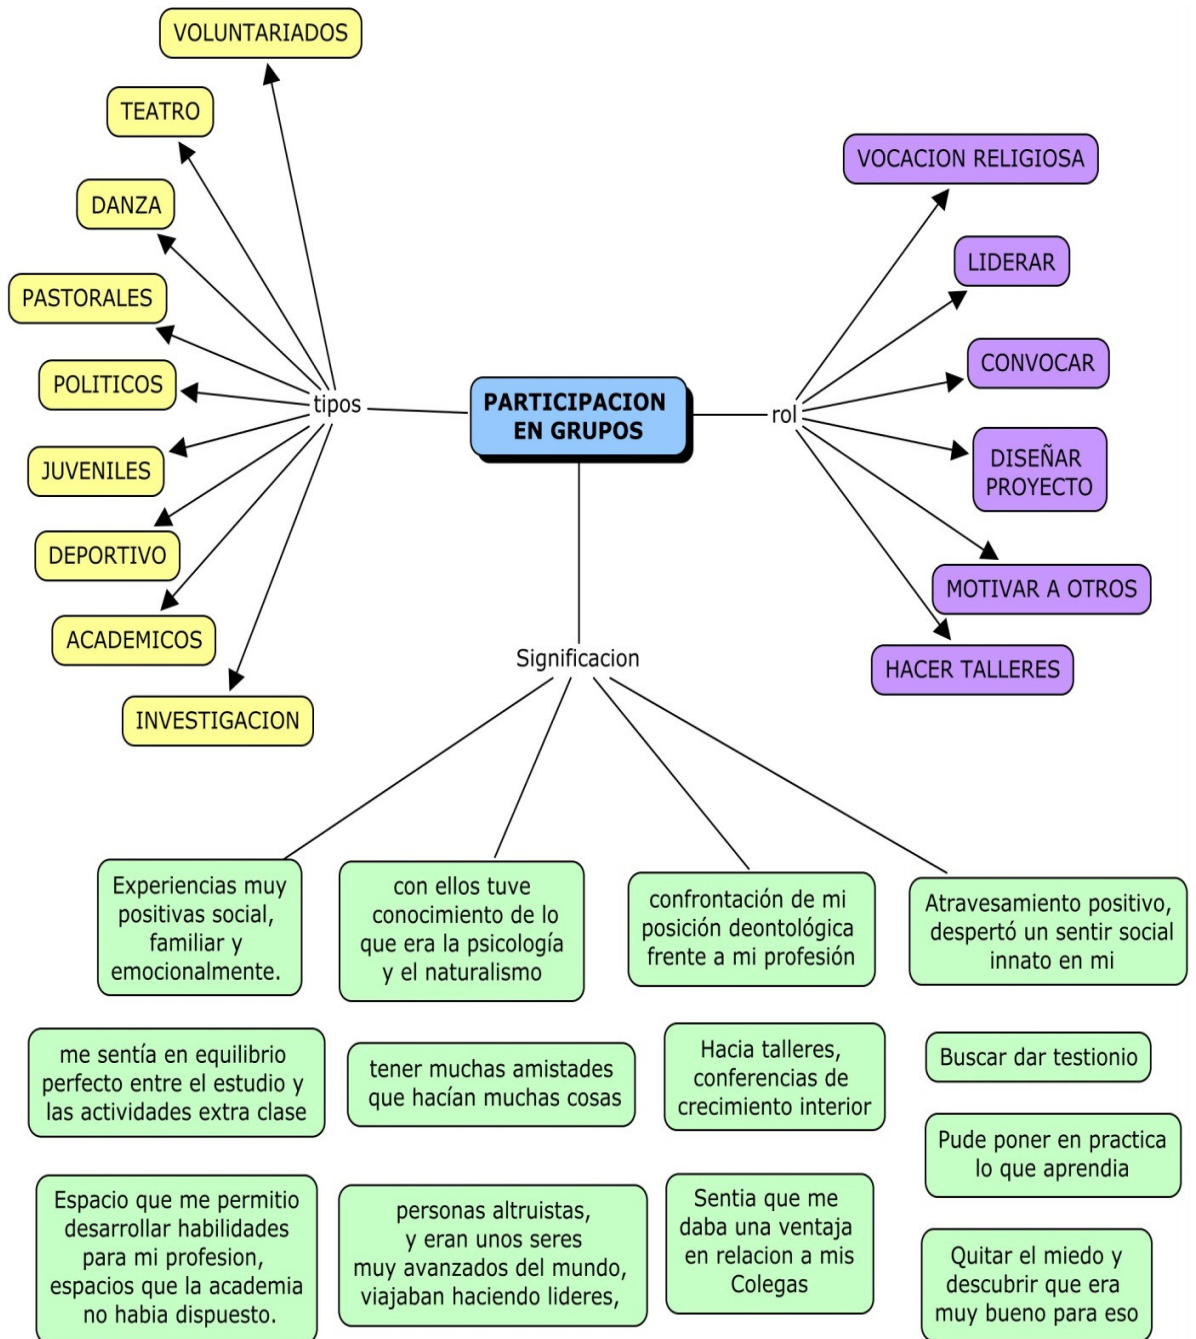 VOLUNTARIADOS
TEATRO
DANZA
PASTORALES
POLITICOS
JUVENILES
DEPORTIVO
ACADEMICOS
INVESTIGACION
tipos
PARTICIPACION
EN GRUPOS
rol
VOCACION RELIGIOSA
LIDERAR
CONVOCAR
DISEÑAR
PROYECTO
MOTIVAR A OTROS
HACER TALLERES
Significacion
Experiencias muy
positivas social,
familiar y
emocionalmente.
con ellos tuve
conocimiento de lo
que era la psicología
y el naturalismo
confrontación de mi
posición deontológica
frente a mi profesión
Atravesamiento positivo,
despertó un sentir social
innato en mi
me sentía en equilibrio
perfecto entre el estudio y
las actividades extra clase
tener muchas amistades
que hacían muchas cosas
Hacia talleres,
conferencias de
crecimiento interior
Buscar dar testionio
Pude poner en practica
lo que aprendia
Espacio que me permitio
desarrollar habilidades
para mi profesion,
espacios que la academia
no habia dispuesto.
personas altruistas,
y eran unos seres
muy avanzados del mundo,
viajaban haciendo lideres,
Sentia que me
daba una ventaja
en relacion a mis
Colegas
Quitar el miedo y
descubrir que era
muy bueno para eso